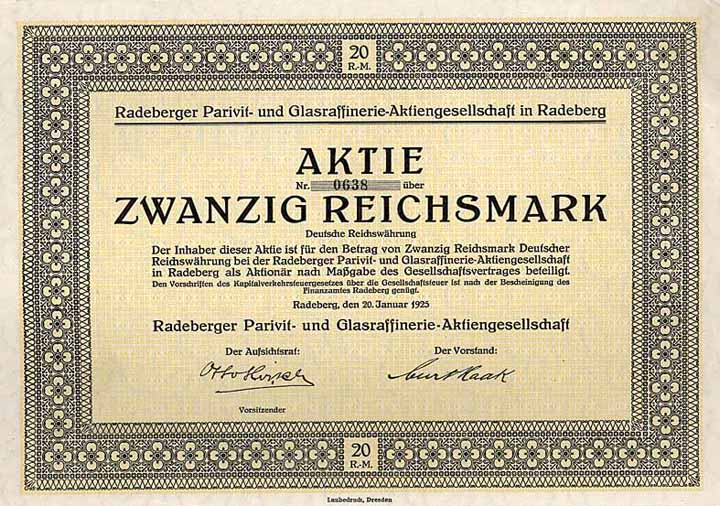 20
R.-M.
Radeberger Parivit- und Glasraffinerie-Aktiengesellschaft in Radeberg
AKTIE
Nr. 0638 über
ZWANZIG REICHSMARK
Deutsche Reichswährung
Der Inhaber dieser Aktie ist für den Betrag von Zwanzig Reichsmark Deutscher
Reichswährung bei der Radeberger Parivit- und Glasraffinerie-Aktiengesellschaft
in Radeberg als Aktionär nach Maßgabe des Gesellschaftsvertrages beteiligt.
Den Vorschriften des Kapitalverkehrsteuergesetzes über die Gesellschaftsteuer ist nach der Bescheinigung des
Finanzamtes Radeberg genügt.
Radeberg, den 20. Januar 1925
Radeberger Parivit- und Glasraffinerie-Aktiengesellschaft
Der Aufsichtsrat: Der Vorstand:
Curt Haak
Vorsitzender
20
R.-M.
Laubedruck, Dresden